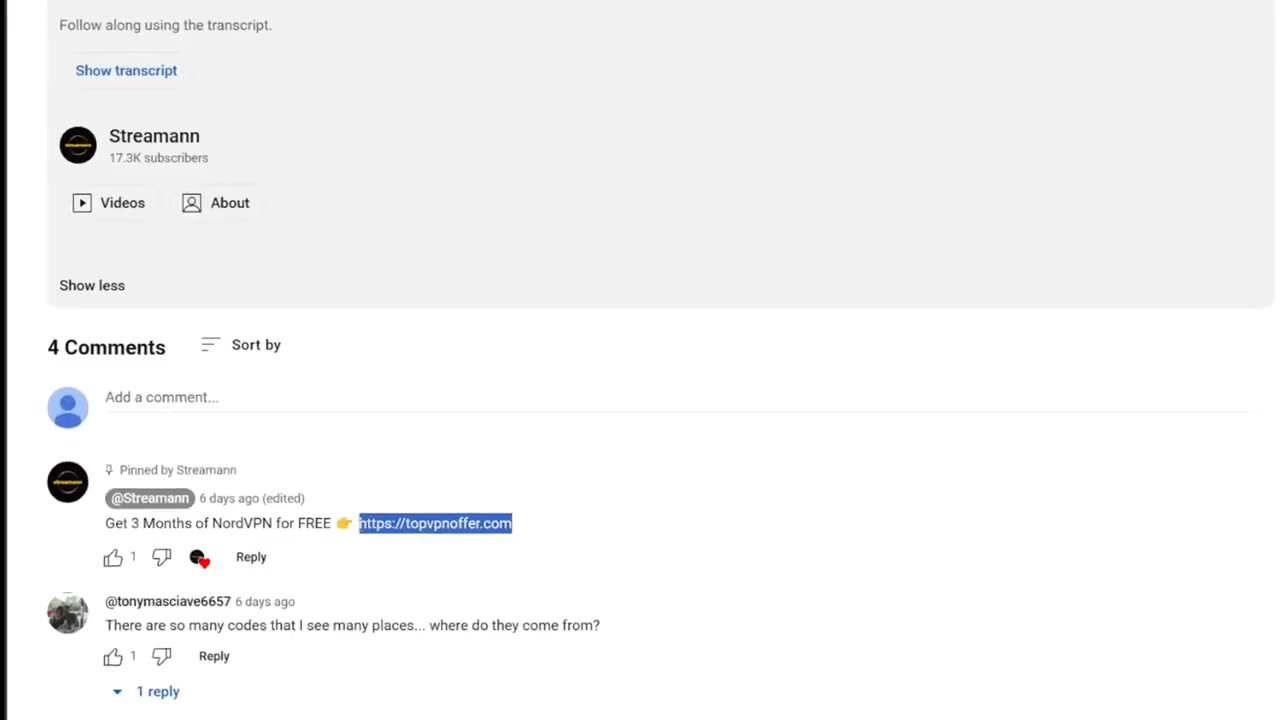 Follow along using the transcript.
Show transcript
Streamann
17.3K subscribers
Videos
About
Show less
4 Comments
Sort by
Add a comment...
Pinned by Streamann
@Streamann 6 days ago (edited)
Get 3 Months of NordVPN for FREE 👉 https://topvpnoffer.com
1
Reply
@tonymasciave6657 6 days ago
There are so many codes that I see many places... where do they come from?
1
Reply
1 reply